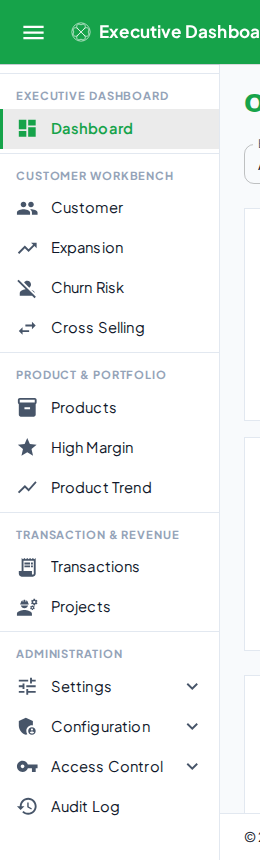 Executive Dashboa
EXECUTIVE DASHBOARD
Dashboard
CUSTOMER WORKBENCH
Customer
Expansion
Churn Risk
Cross Selling
PRODUCT & PORTFOLIO
Products
High Margin
Product Trend
TRANSACTION & REVENUE
Transactions
Projects
ADMINISTRATION
Settings
Configuration
Access Control
Audit Log
©